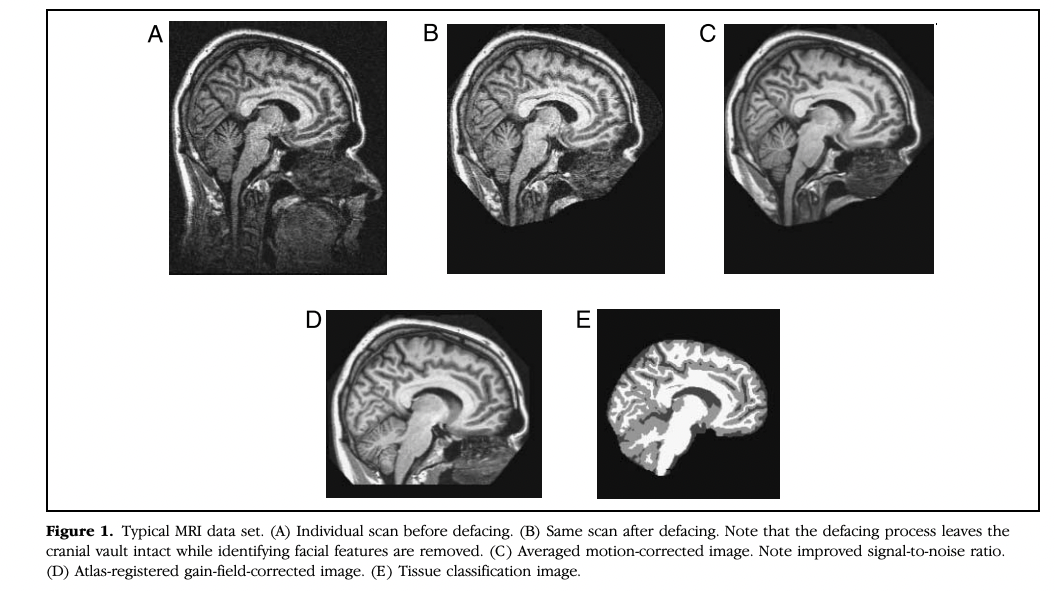 A
B
C
D
E
Figure 1. Typical MRI data set. (A) Individual scan before defacing. (B) Same scan after defacing. Note that the defacing process leaves the
cranial vault intact while identifying facial features are removed. (C) Averaged motion-corrected image. Note improved signal-to-noise ratio.
(D) Atlas-registered gain-field-corrected image. (E) Tissue classification image.